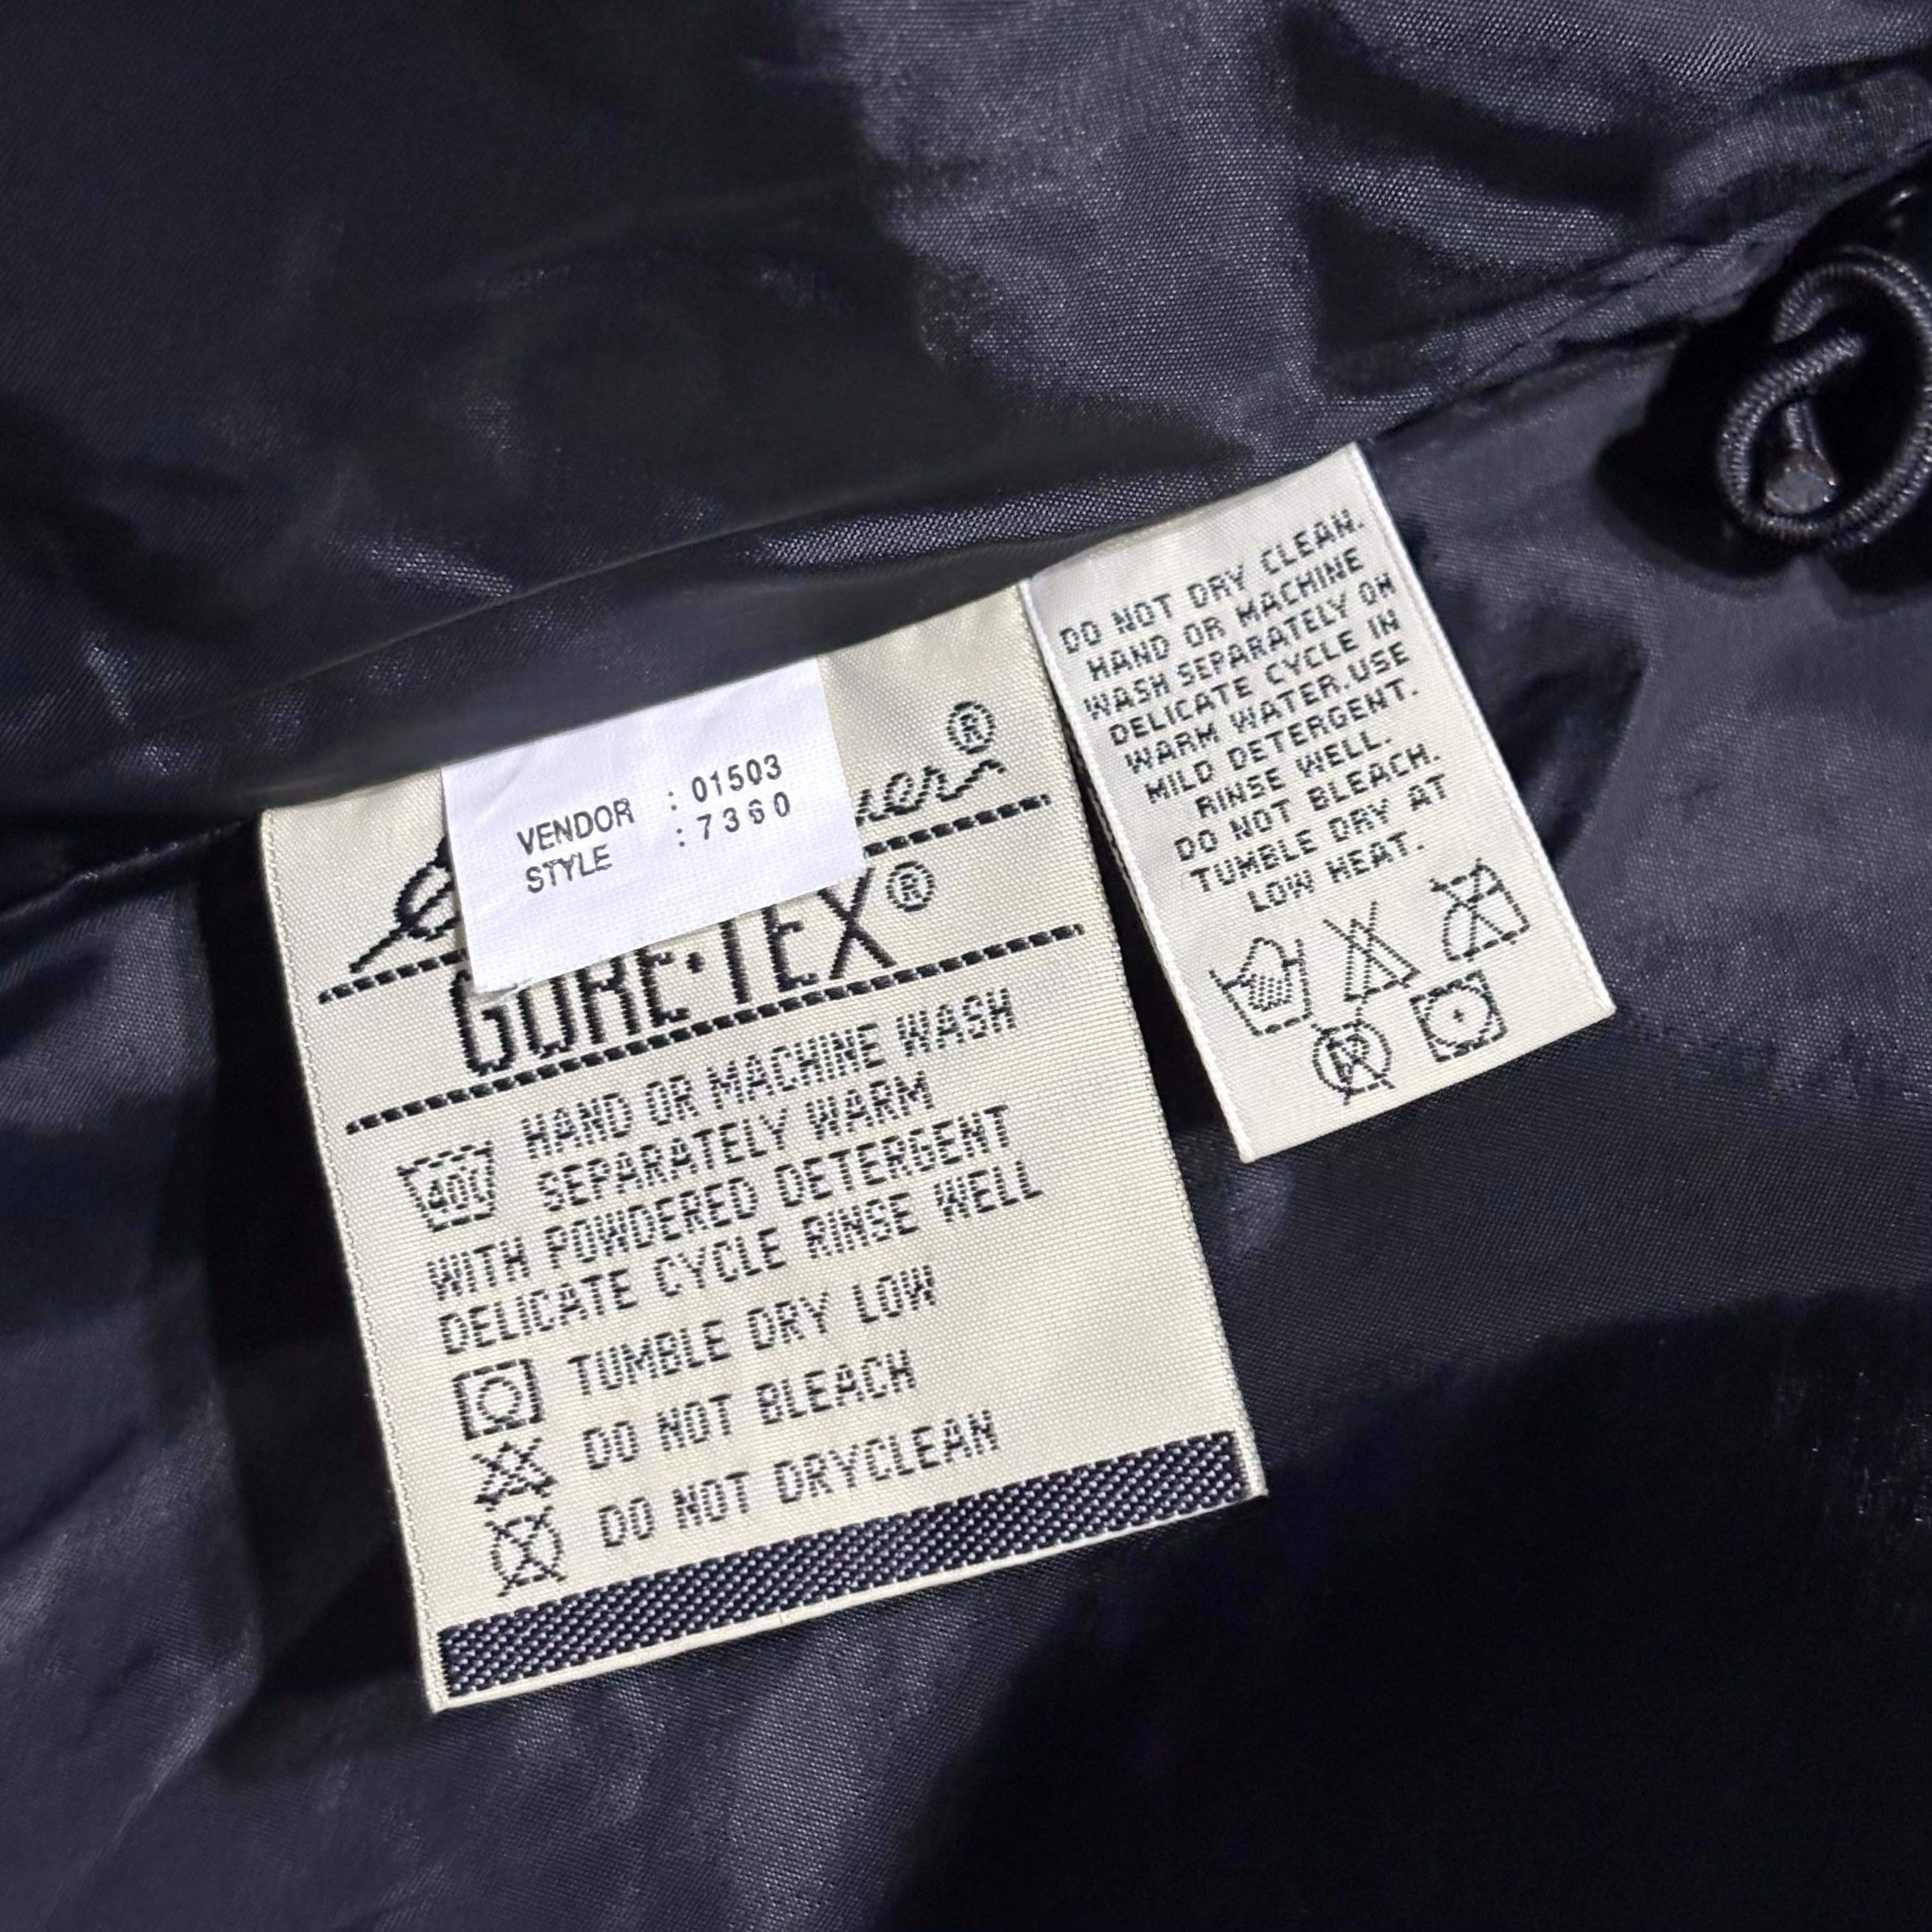 VENDOR : 01503
STYLE : 7360
®
GORE-TEX®
HAND OR MACHINE WASH
SEPARATELY WARM
40C
WITH POWDERED DETERGENT
DELICATE CYCLE RINSE WELL
TUMBLE DRY LOW
DO NOT BLEACH
DO NOT DRYCLEAN
DO NOT DRY CLEAN.
HAND OR MACHINE
WASH SEPARATELY ON
DELICATE CYCLE IN
WARM WATER.USE
MILD DETERGENT.
RINSE WELL.
DO NOT BLEACH.
TUMBLE DRY AT
LOW HEAT.